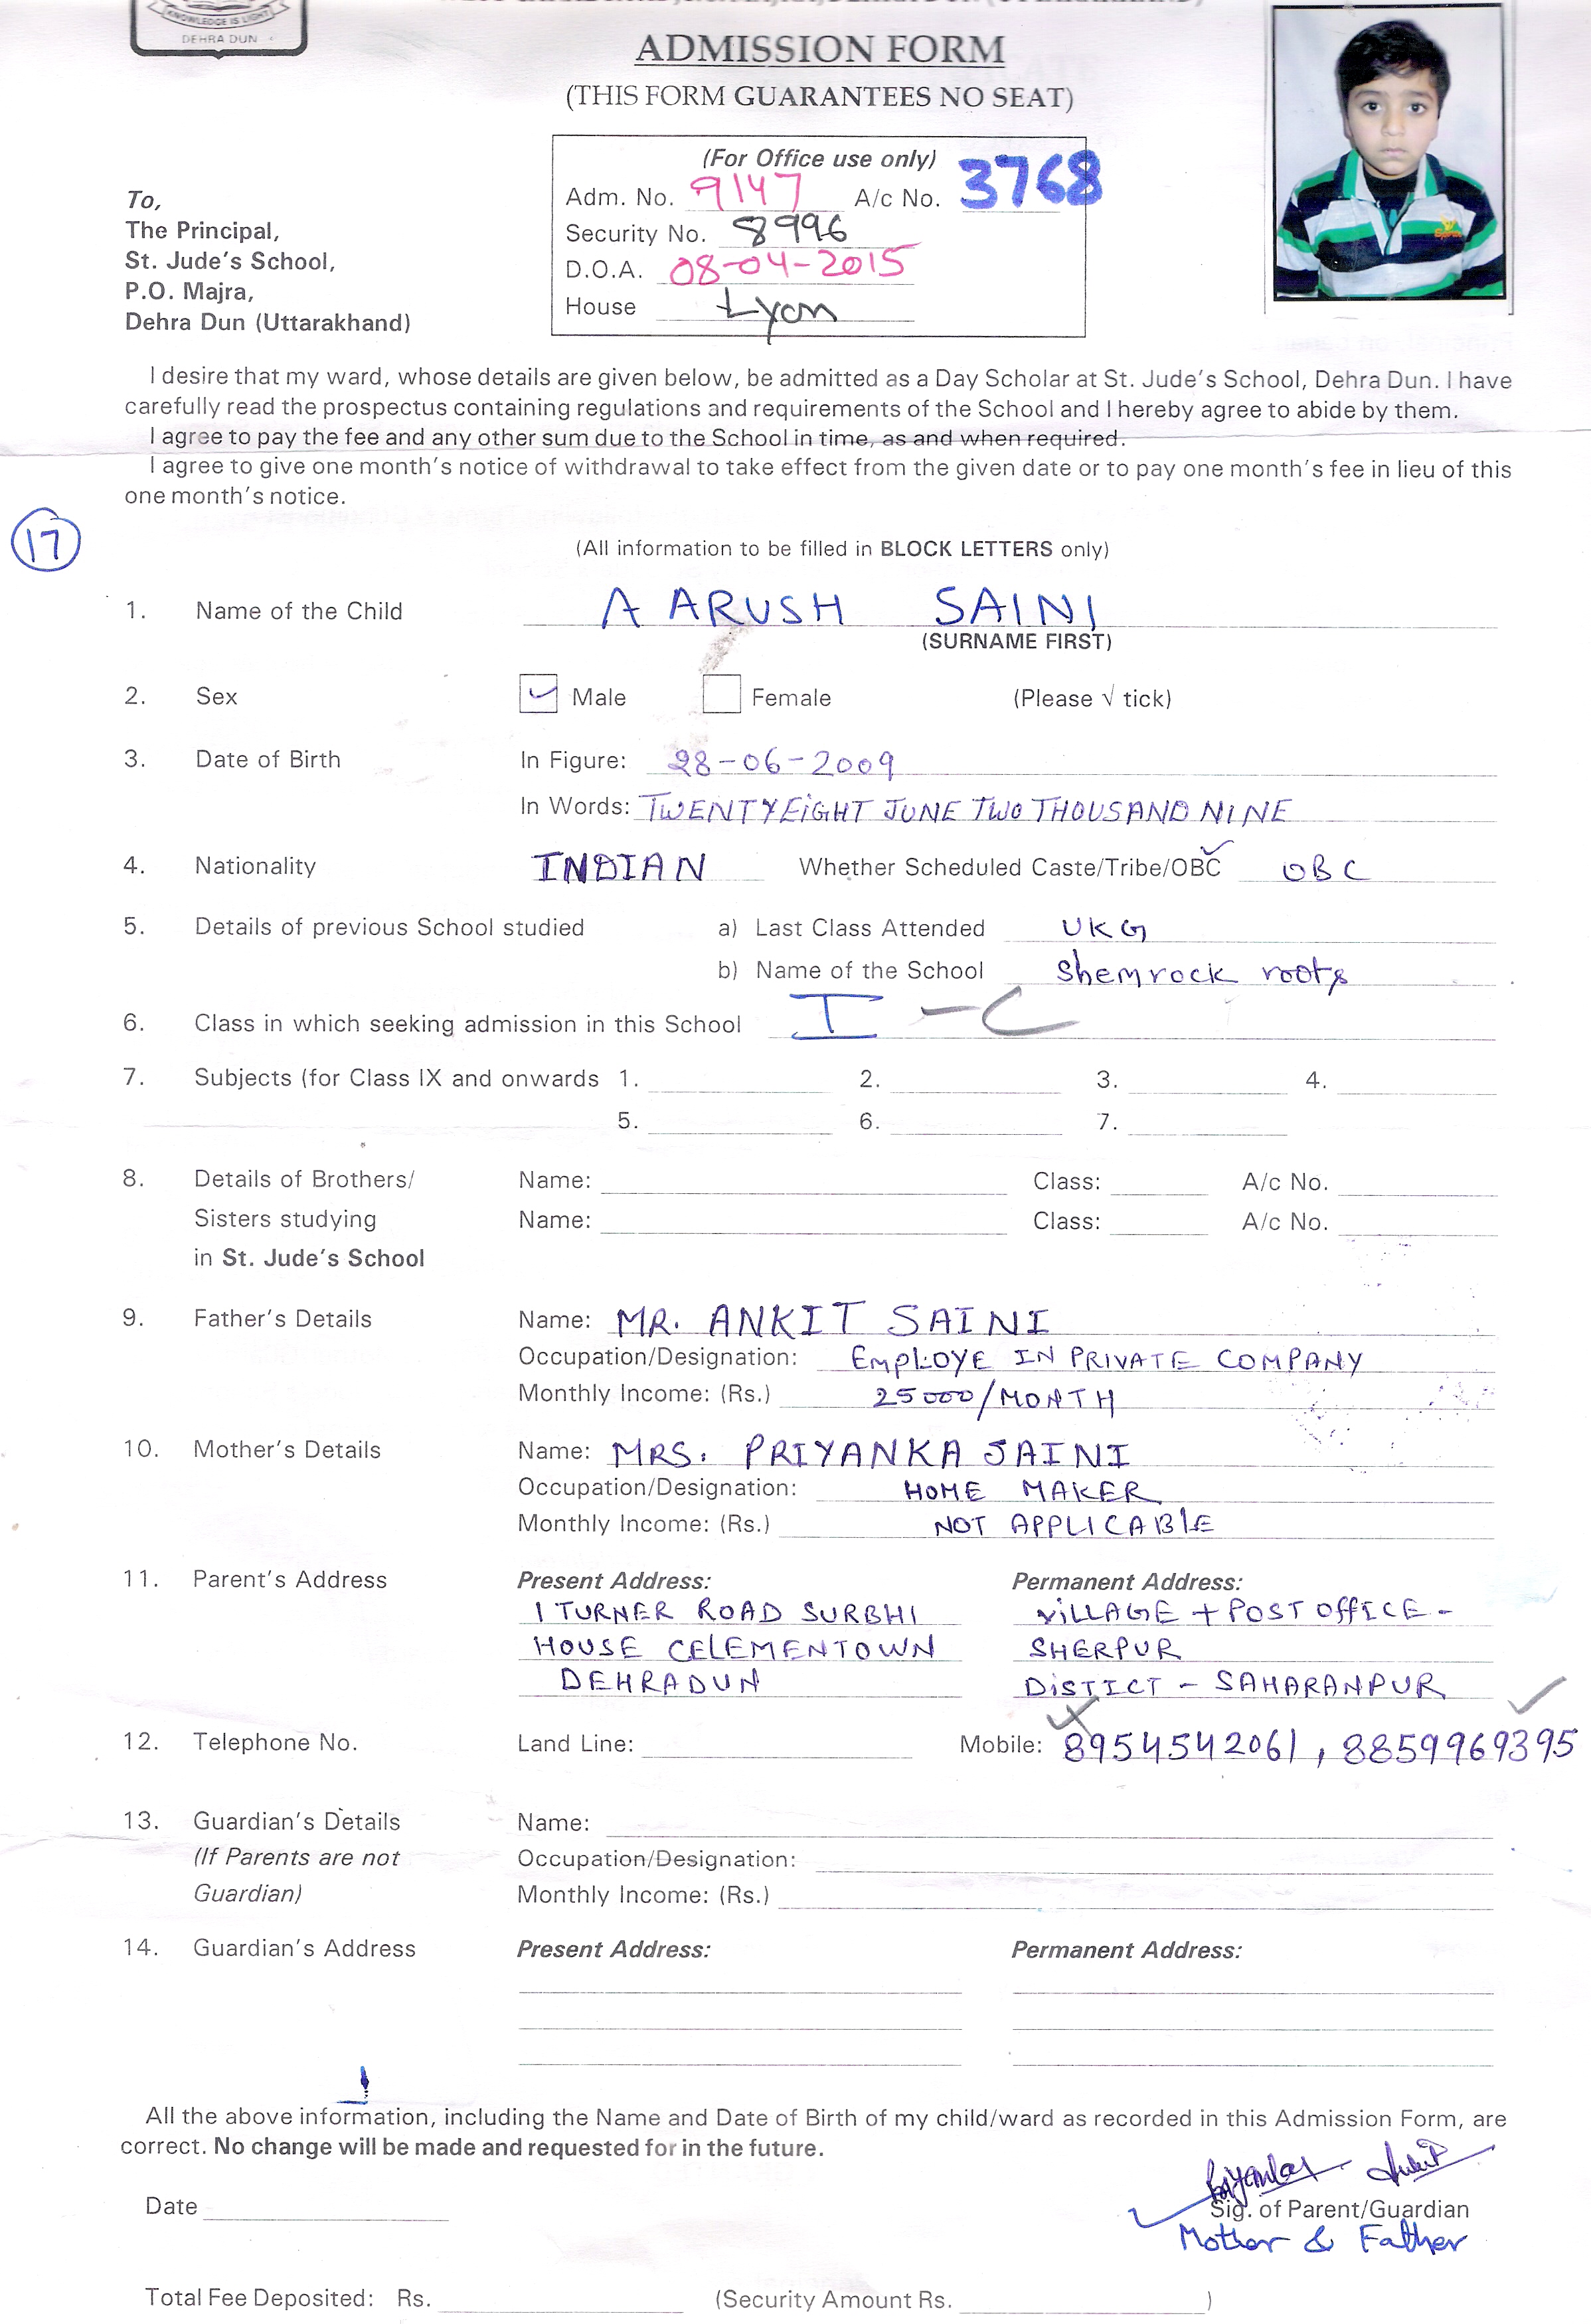 KNOWLEDGE IS LIGHT
DEHRA DUN
ADMISSION FORM
(THIS FORM GUARANTEES NO SEAT)
(For Office use only)
Adm. No. 9147 A/c No. 3768
Security No. 8996
D.O.A. 08-04-2015
House Lyon
To,
The Principal,
St. Jude's School,
P.O. Majra,
Dehra Dun (Uttarakhand)
I desire that my ward, whose details are given below, be admitted as a Day Scholar at St. Jude's School, Dehra Dun. I have
carefully read the prospectus containing regulations and requirements of the School and I hereby agree to abide by them.
I agree to pay the fee and any other sum due to the School in time, as and when required.
I agree to give one month's notice of withdrawal to take effect from the given date or to pay one month's fee in lieu of this
one month's notice.
17
(All information to be filled in BLOCK LETTERS only)
1. Name of the Child AARUSH SAINI
(SURNAME FIRST)
2. Sex Male Female (Please √ tick)
3. Date of Birth In Figure: 28-06-2009
In Words: TWENTYEIGHT JUNE TWO THOUSAND NINE
4. Nationality INDIAN Whether Scheduled Caste/Tribe/OBC OBC
5. Details of previous School studied a) Last Class Attended UKG
b) Name of the School Shemrock roots
6. Class in which seeking admission in this School I - C
7. Subjects (for Class IX and onwards 1. 2. 3. 4.
5. 6. 7.
8. Details of Brothers/ Name: Class: A/c No.
Sisters studying Name: Class: A/c No.
in St. Jude's School
9. Father's Details Name: MR. ANKIT SAINI
Occupation/Designation: EMPLOYE IN PRIVATE COMPANY
Monthly Income: (Rs.) 25000/MONTH
10. Mother's Details Name: MRS. PRIYANKA SAINI
Occupation/Designation: HOME MAKER
Monthly Income: (Rs.) NOT APPLICABlE
11. Parent's Address Present Address: Permanent Address:
1 TURNER ROAD SURBHI VILLAGE + POST OffICE -
HOUSE CELEMENTOWN SHERPUR
DEHRADUN DISTICT - SAHARANPUR
12. Telephone No. Land Line: Mobile: 8954542061, 8859969395
13. Guardian's Details Name:
(If Parents are not Occupation/Designation:
Guardian) Monthly Income: (Rs.)
14. Guardian's Address Present Address: Permanent Address:
All the above information, including the Name and Date of Birth of my child/ward as recorded in this Admission Form, are
correct. No change will be made and requested for in the future.
Priyanka Ankit
Date Sig. of Parent/Guardian
Mother & Father
Total Fee Deposited: Rs. (Security Amount Rs. )